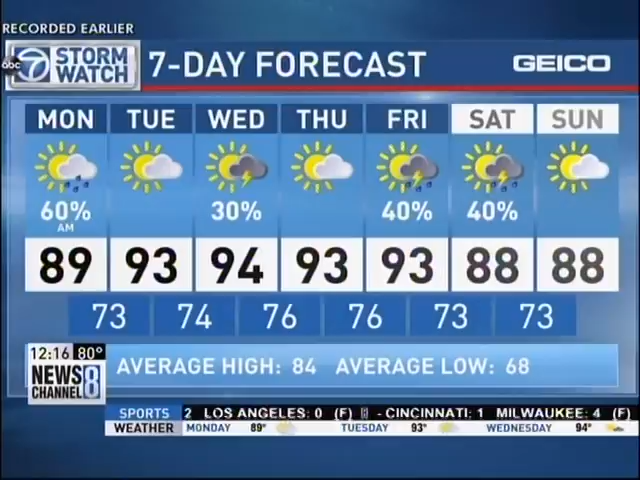 RECORDED EARLIER
abc 7 STORM WATCH
7-DAY FORECAST
GEICO
MON TUE WED THU FRI SAT SUN
60% AM 30% 40% 40%
89 93 94 93 93 88 88
73 74 76 76 73 73
12:16 80°
NEWS CHANNEL 8
AVERAGE HIGH: 84 AVERAGE LOW: 68
SPORTS 2 LOS ANGELES: 0 (F) - CINCINNATI: 1 MILWAUKEE: 4 (F)
WEATHER MONDAY 89° TUESDAY 93° WEDNESDAY 94°